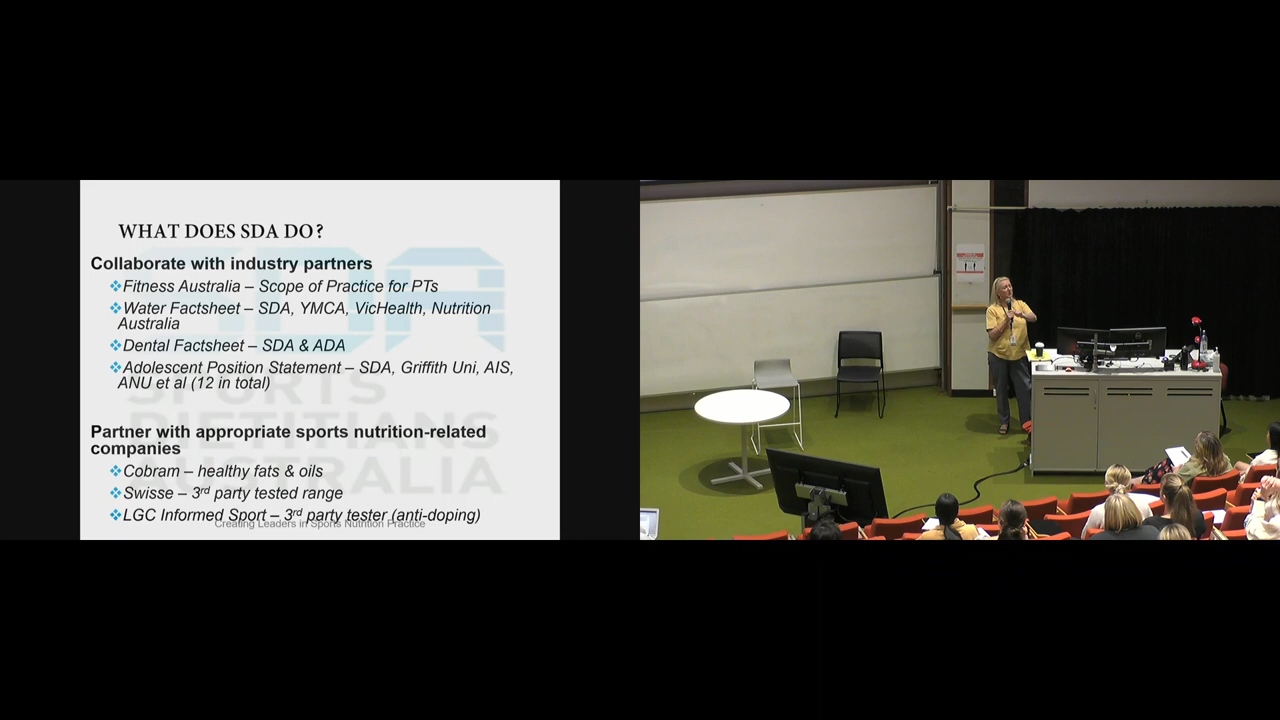 WHAT DOES SDA DO?
Collaborate with industry partners
❖Fitness Australia – Scope of Practice for PTs
❖Water Factsheet – SDA, YMCA, VicHealth, Nutrition
Australia
❖Dental Factsheet – SDA & ADA
❖Adolescent Position Statement – SDA, Griffith Uni, AIS,
ANU et al (12 in total)
SDA
SPORTS
DIETITIANS
AUSTRALIA
Partner with appropriate sports nutrition-related
companies
❖Cobram – healthy fats & oils
❖Swisse – 3rd party tested range
❖LGC Informed Sport – 3rd party tester (anti-doping)
Creating Leaders in Sports Nutrition Practice